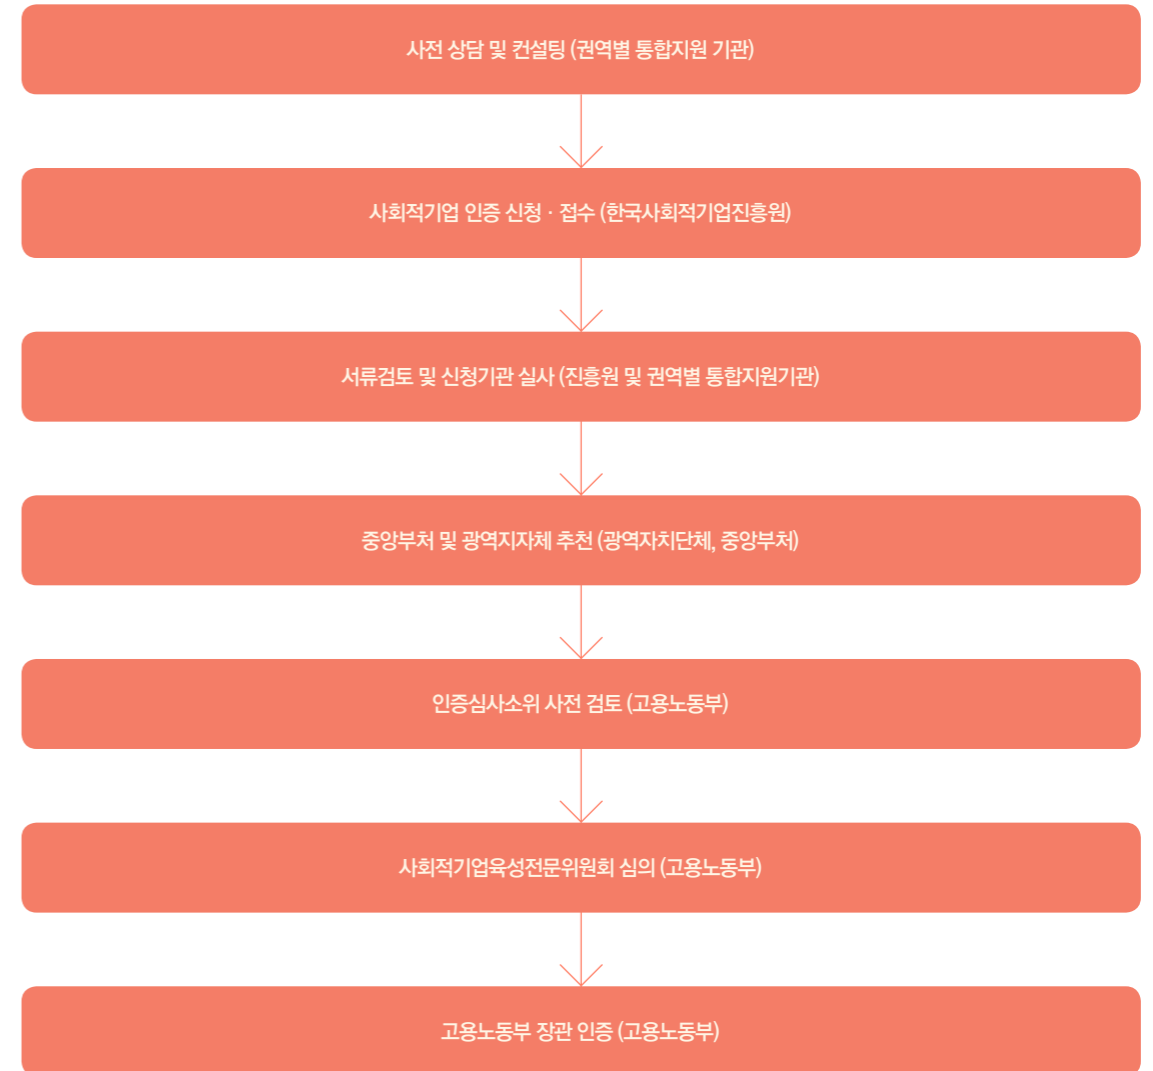 사전 상담 및 컨설팅 (권역별 통합지원 기관)
사회적기업 인증 신청 · 접수 (한국사회적기업진흥원)
서류검토 및 신청기관 실사 (진흥원 및 권역별 통합지원기관)
중앙부처 및 광역지자체 추천 (광역자치단체, 중앙부처)
인증심사소위 사전 검토 (고용노동부)
사회적기업육성전문위원회 심의 (고용노동부)
고용노동부 장관 인증 (고용노동부)